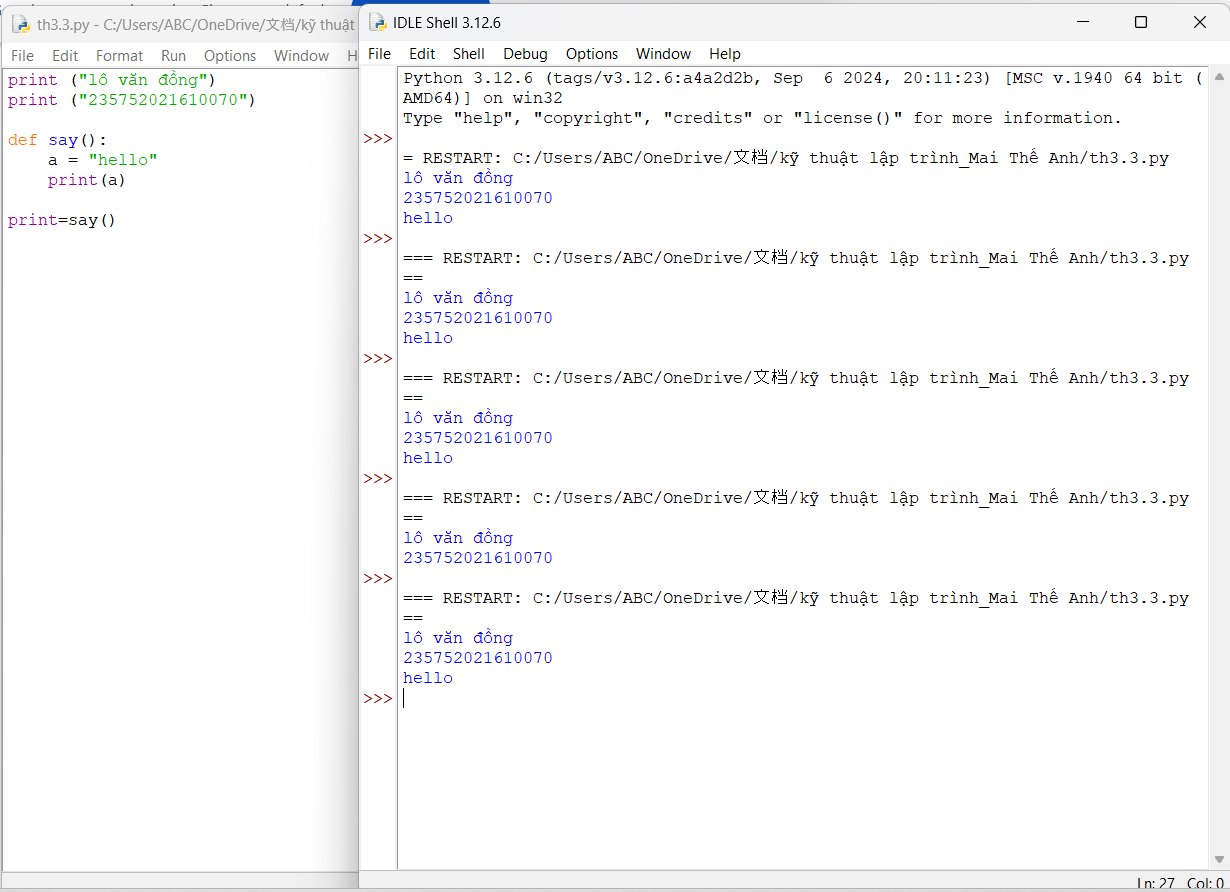 th3.3.py - C:/Users/ABC/OneDrive/文档/kỹ thuật
File Edit Format Run Options Window H
print ("lô văn đồng")
print ("235752021610070")
def say():
    a = "hello"
    print(a)
print=say()
IDLE Shell 3.12.6
File Edit Shell Debug Options Window Help
Python 3.12.6 (tags/v3.12.6:a4a2d2b, Sep  6 2024, 20:11:23) [MSC v.1940 64 bit (
AMD64)] on win32
Type "help", "copyright", "credits" or "license()" for more information.
>>>
= RESTART: C:/Users/ABC/OneDrive/文档/kỹ thuật lập trình_Mai Thế Anh/th3.3.py
lô văn đồng
235752021610070
hello
>>>
=== RESTART: C:/Users/ABC/OneDrive/文档/kỹ thuật lập trình_Mai Thế Anh/th3.3.py
==
lô văn đồng
235752021610070
hello
>>>
=== RESTART: C:/Users/ABC/OneDrive/文档/kỹ thuật lập trình_Mai Thế Anh/th3.3.py
==
lô văn đồng
235752021610070
hello
>>>
=== RESTART: C:/Users/ABC/OneDrive/文档/kỹ thuật lập trình_Mai Thế Anh/th3.3.py
==
lô văn đồng
235752021610070
>>>
=== RESTART: C:/Users/ABC/OneDrive/文档/kỹ thuật lập trình_Mai Thế Anh/th3.3.py
==
lô văn đồng
235752021610070
hello
>>>
Ln: 27 Col: 0